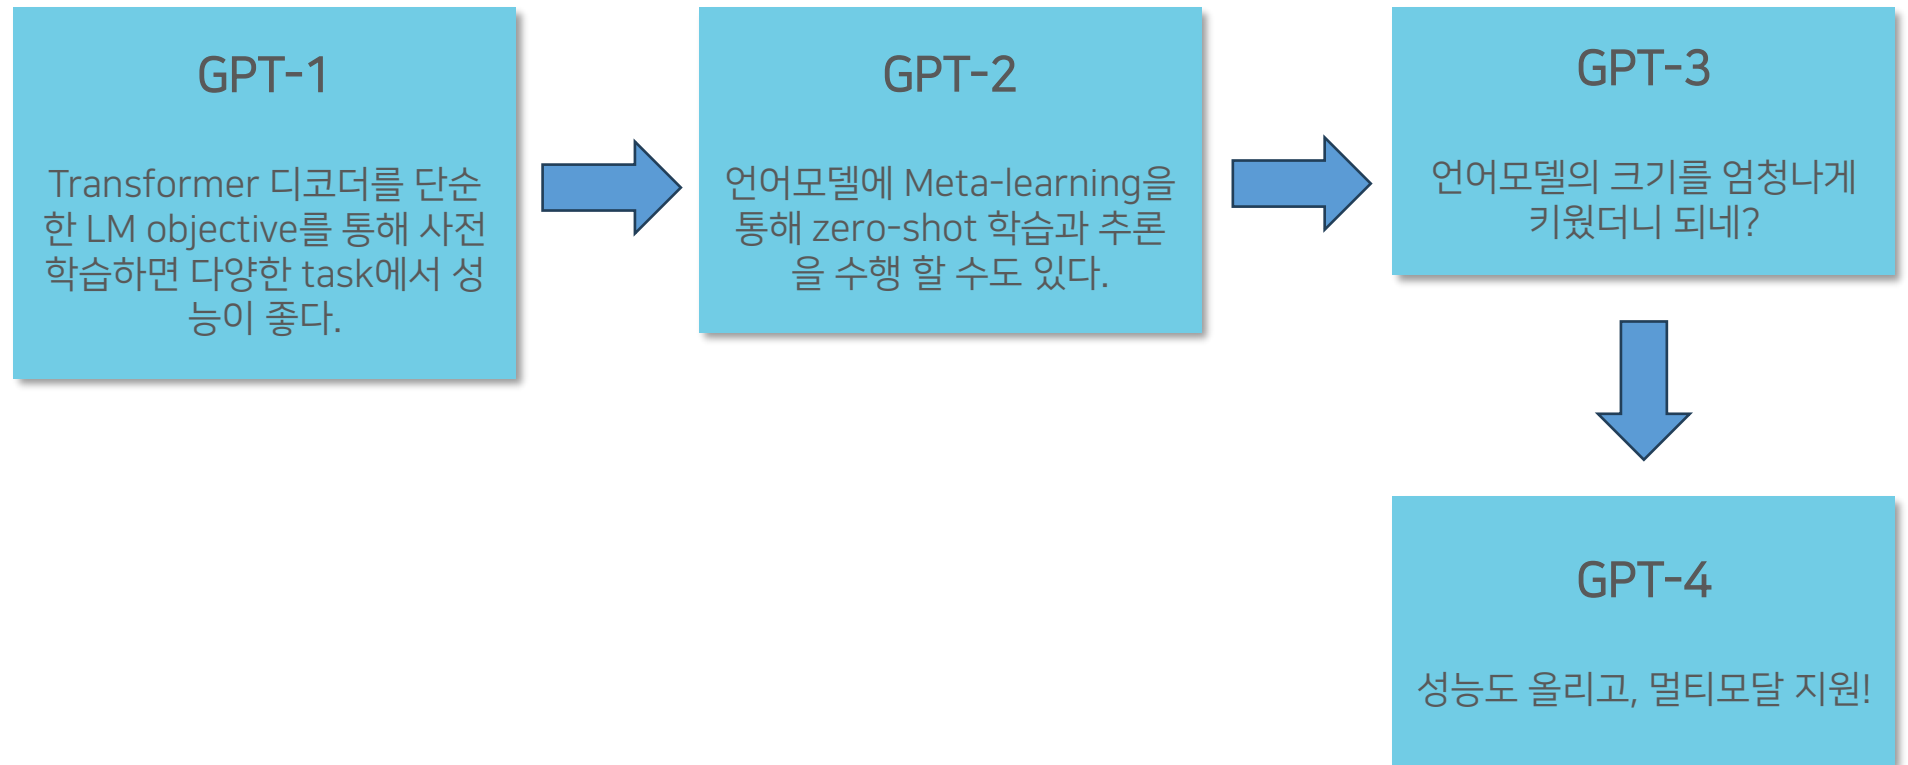 GPT-1
Transformer 디코더를 단순
한 LM objective를 통해 사전
학습하면 다양한 task에서 성
능이 좋다.
GPT-2
언어모델에 Meta-learning을
통해 zero-shot 학습과 추론
을 수행 할 수도 있다.
GPT-3
언어모델의 크기를 엄청나게
키웠더니 되네?
GPT-4
성능도 올리고, 멀티모달 지원!